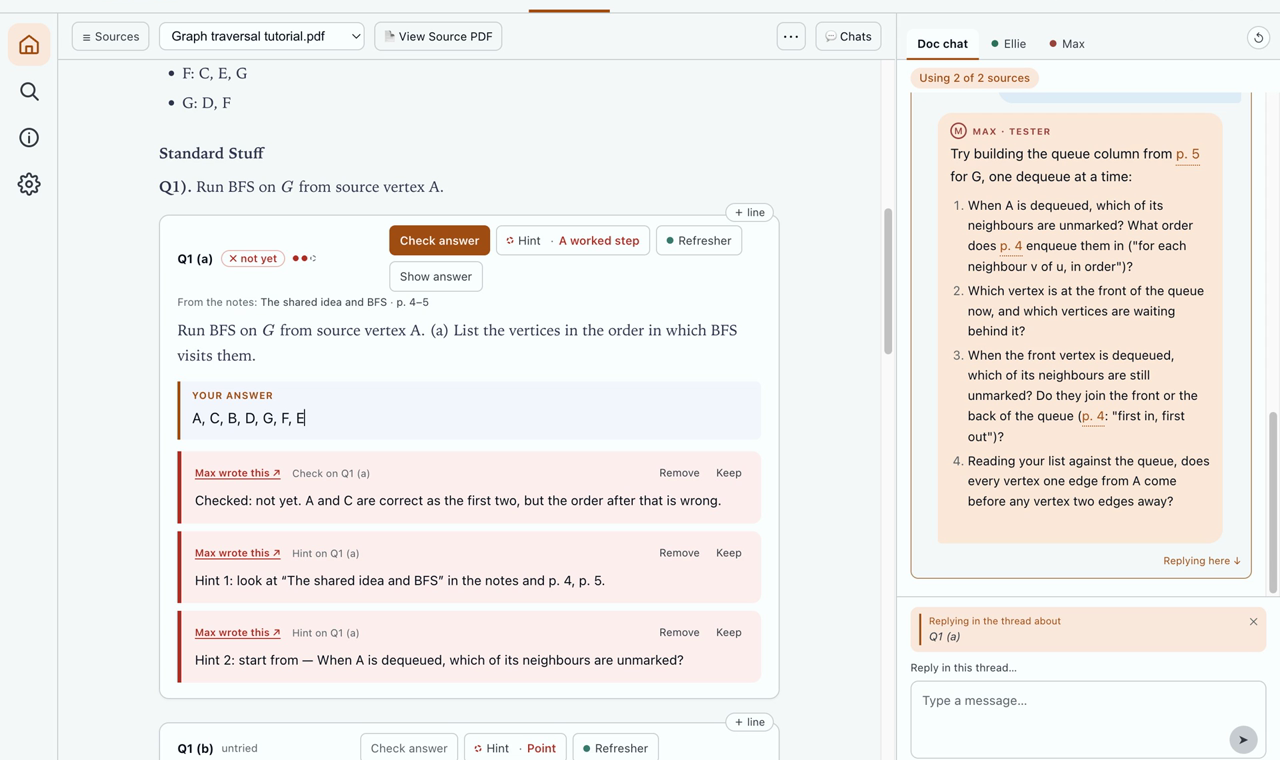 ≡ Sources
Graph traversal tutorial.pdf
View Source PDF
···
Chats
F: C, E, G
G: D, F
Standard Stuff
Q1). Run BFS on G from source vertex A.
+ line
Q1 (a)
✕ not yet
Check answer
Hint · A worked step
Refresher
Show answer
From the notes: The shared idea and BFS · p. 4–5
Run BFS on G from source vertex A. (a) List the vertices in the order in which BFS
visits them.
YOUR ANSWER
A, C, B, D, G, F, E
Max wrote this ↗ Check on Q1 (a) Remove Keep
Checked: not yet. A and C are correct as the first two, but the order after that is wrong.
Max wrote this ↗ Hint on Q1 (a) Remove Keep
Hint 1: look at “The shared idea and BFS” in the notes and p. 4, p. 5.
Max wrote this ↗ Hint on Q1 (a) Remove Keep
Hint 2: start from — When A is dequeued, which of its neighbours are unmarked?
+ line
Q1 (b) untried
Check answer
Hint · Point
Refresher
Doc chat
Ellie
Max
Using 2 of 2 sources
M MAX · TESTER
Try building the queue column from p. 5
for G, one dequeue at a time:
1. When A is dequeued, which of its
neighbours are unmarked? What order
does p. 4 enqueue them in ("for each
neighbour v of u, in order")?
2. Which vertex is at the front of the queue
now, and which vertices are waiting
behind it?
3. When the front vertex is dequeued,
which of its neighbours are still
unmarked? Do they join the front or the
back of the queue (p. 4: "first in, first
out")?
4. Reading your list against the queue, does
every vertex one edge from A come
before any vertex two edges away?
Replying here ↓
Replying in the thread about
Q1 (a)
Reply in this thread…
Type a message…